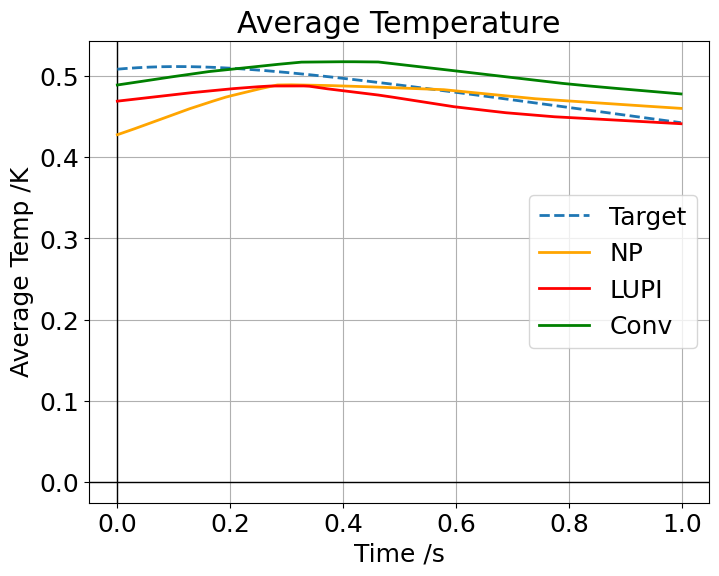 Average Temperature
Average Temp /K
0.5
0.4
0.3
0.2
0.1
0.0
Target
NP
LUPI
Conv
0.0 0.2 0.4 0.6 0.8 1.0
Time /s